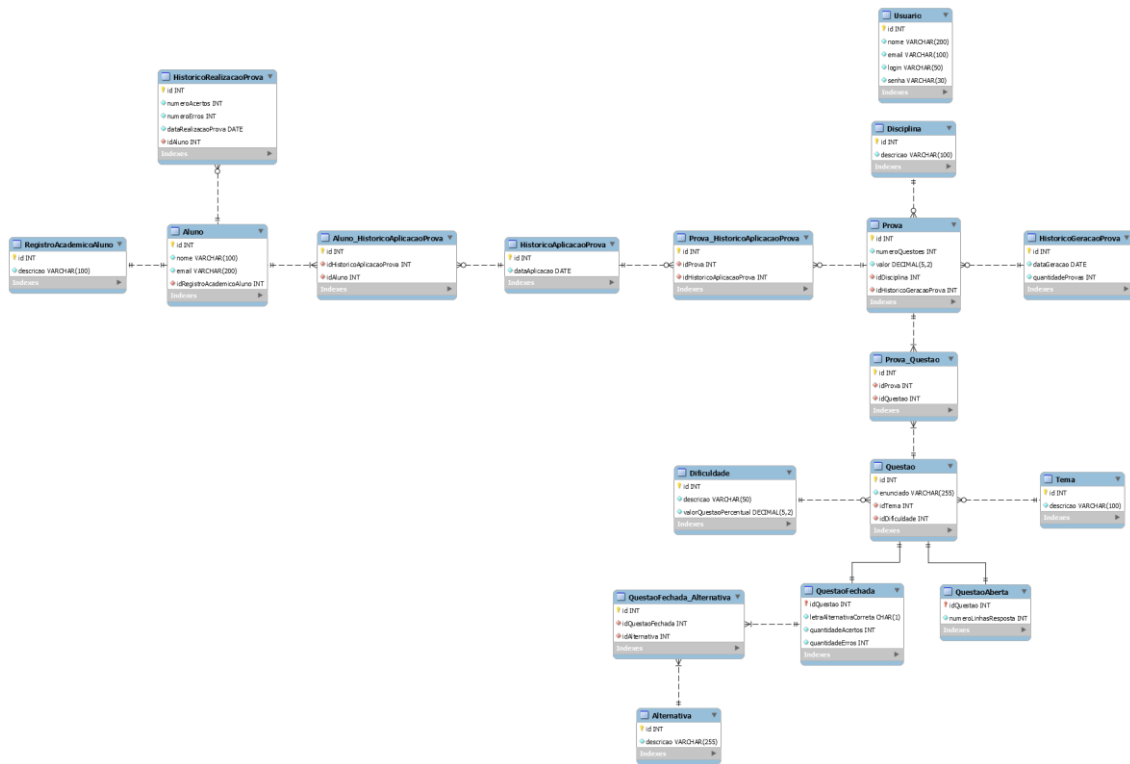 Usuario
id INT
nome VARCHAR(200)
email VARCHAR(100)
login VARCHAR(50)
senha VARCHAR(30)
Indexes
HistoricoRealizacaoProva
id INT
numeroAcertos INT
numeroErros INT
dataRealizacaoProva DATE
idAluno INT
Indexes
Disciplina
id INT
descricao VARCHAR(100)
Indexes
RegistroAcademicoAluno
id INT
descricao VARCHAR(100)
Indexes
Aluno
id INT
nome VARCHAR(100)
email VARCHAR(200)
idRegistroAcademicoAluno INT
Indexes
Aluno_HistoricoAplicacaoProva
id INT
idHistoricoAplicacaoProva INT
idAluno INT
Indexes
HistoricoAplicacaoProva
id INT
dataAplicacao DATE
Indexes
Prova_HistoricoAplicacaoProva
id INT
idProva INT
idHistoricoAplicacaoProva INT
Indexes
Prova
id INT
numeroQuestoes INT
valor DECIMAL(5,2)
idDisciplina INT
idHistoricoGeracaoProva INT
Indexes
HistoricoGeracaoProva
id INT
dataGeracao DATE
quantidadeProvas INT
Indexes
Prova_Questao
id INT
idProva INT
idQuestao INT
Indexes
Dificuldade
id INT
descricao VARCHAR(50)
valorQuestaoPercentual DECIMAL(5,2)
Indexes
Questao
id INT
enunciado VARCHAR(255)
idTema INT
idDificuldade INT
Indexes
Tema
id INT
descricao VARCHAR(100)
Indexes
QuestaoFechada_Alternativa
id INT
idQuestaoFechada INT
idAlternativa INT
Indexes
QuestaoFechada
idQuestao INT
letraAlternativaCorreta CHAR(1)
quantidadeAcertos INT
quantidadeErros INT
Indexes
QuestaoAberta
idQuestao INT
numeroLinhasResposta INT
Indexes
Alternativa
id INT
descricao VARCHAR(255)
Indexes